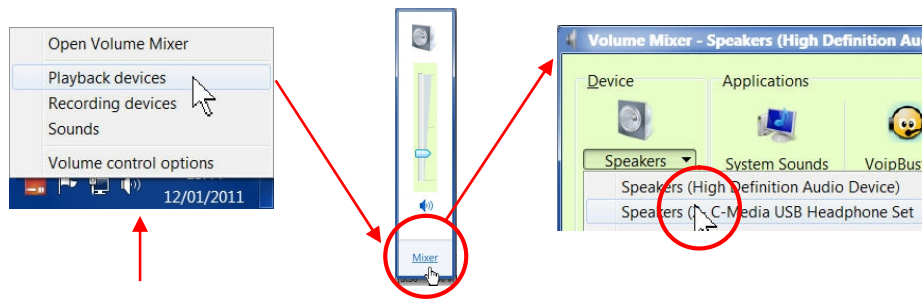 Open Volume Mixer
Playback devices
Recording devices
Sounds
Volume control options
12/01/2011
Mixer
Volume Mixer - Speakers (High Definition Au
Device
Applications
Speakers
System Sounds
VoipBus
Speakers (High Definition Audio Device)
Speakers ( C-Media USB Headphone Set